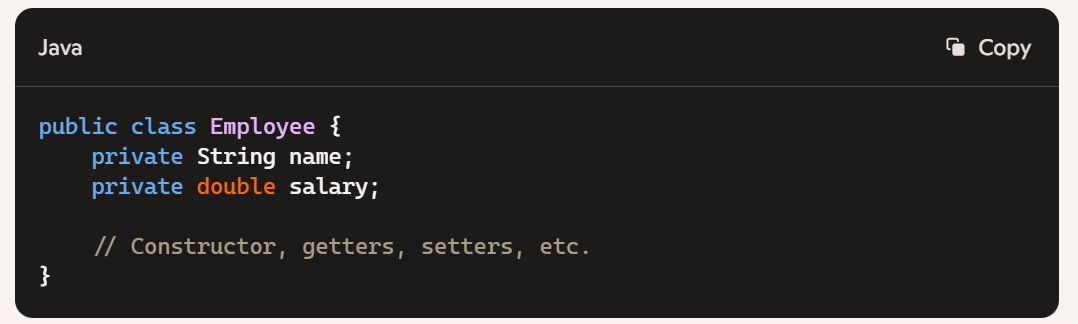 Java
Copy
public class Employee {
    private String name;
    private double salary;
    // Constructor, getters, setters, etc.
}